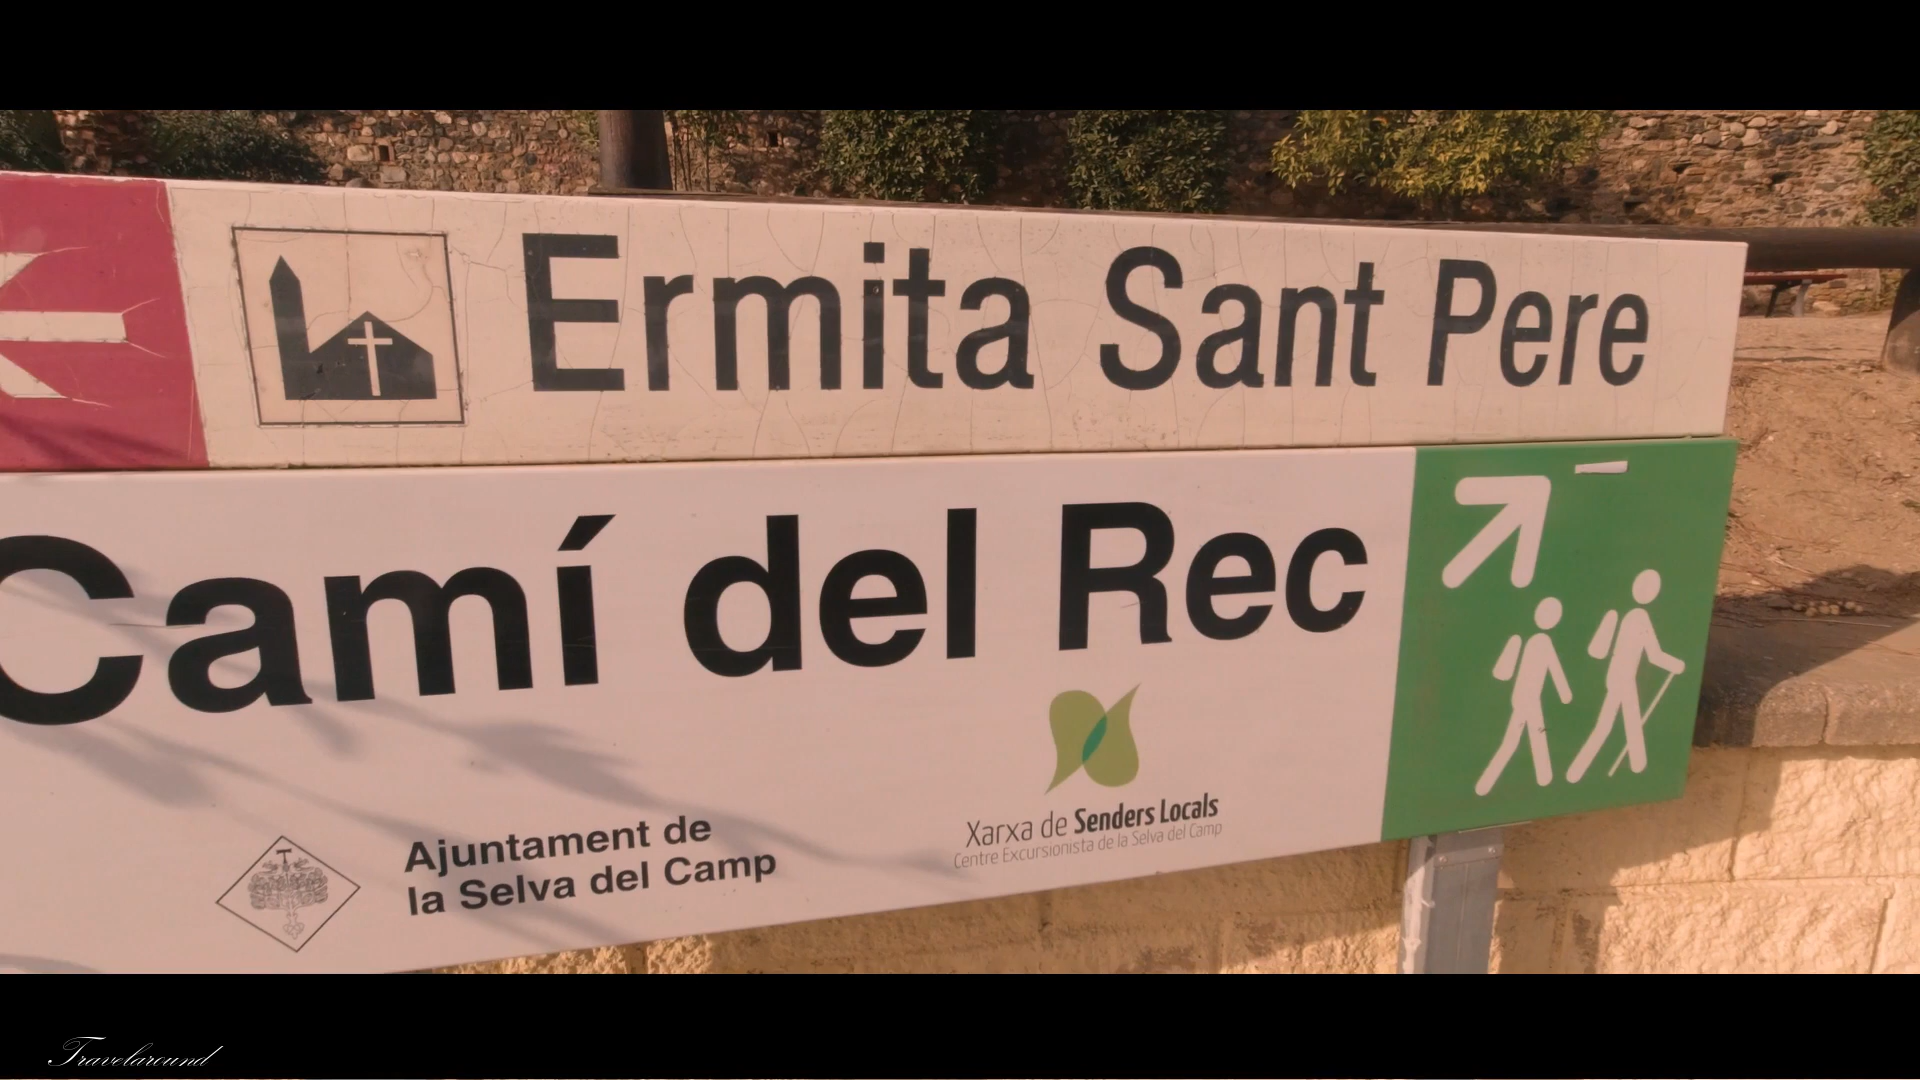 Ermita Sant Pere
Camí del Rec
Ajuntament de
la Selva del Camp
Xarxa de Senders Locals
Centre Excursionista de la Selva del Camp
Travelaround